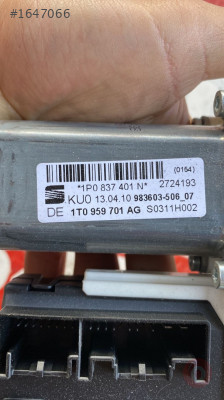 #1647066
(0164)
*1P0 837 401 N* 2724193
KU0 13.04.10 983603-506_07
DE 1T0 959 701 AG S0311H002